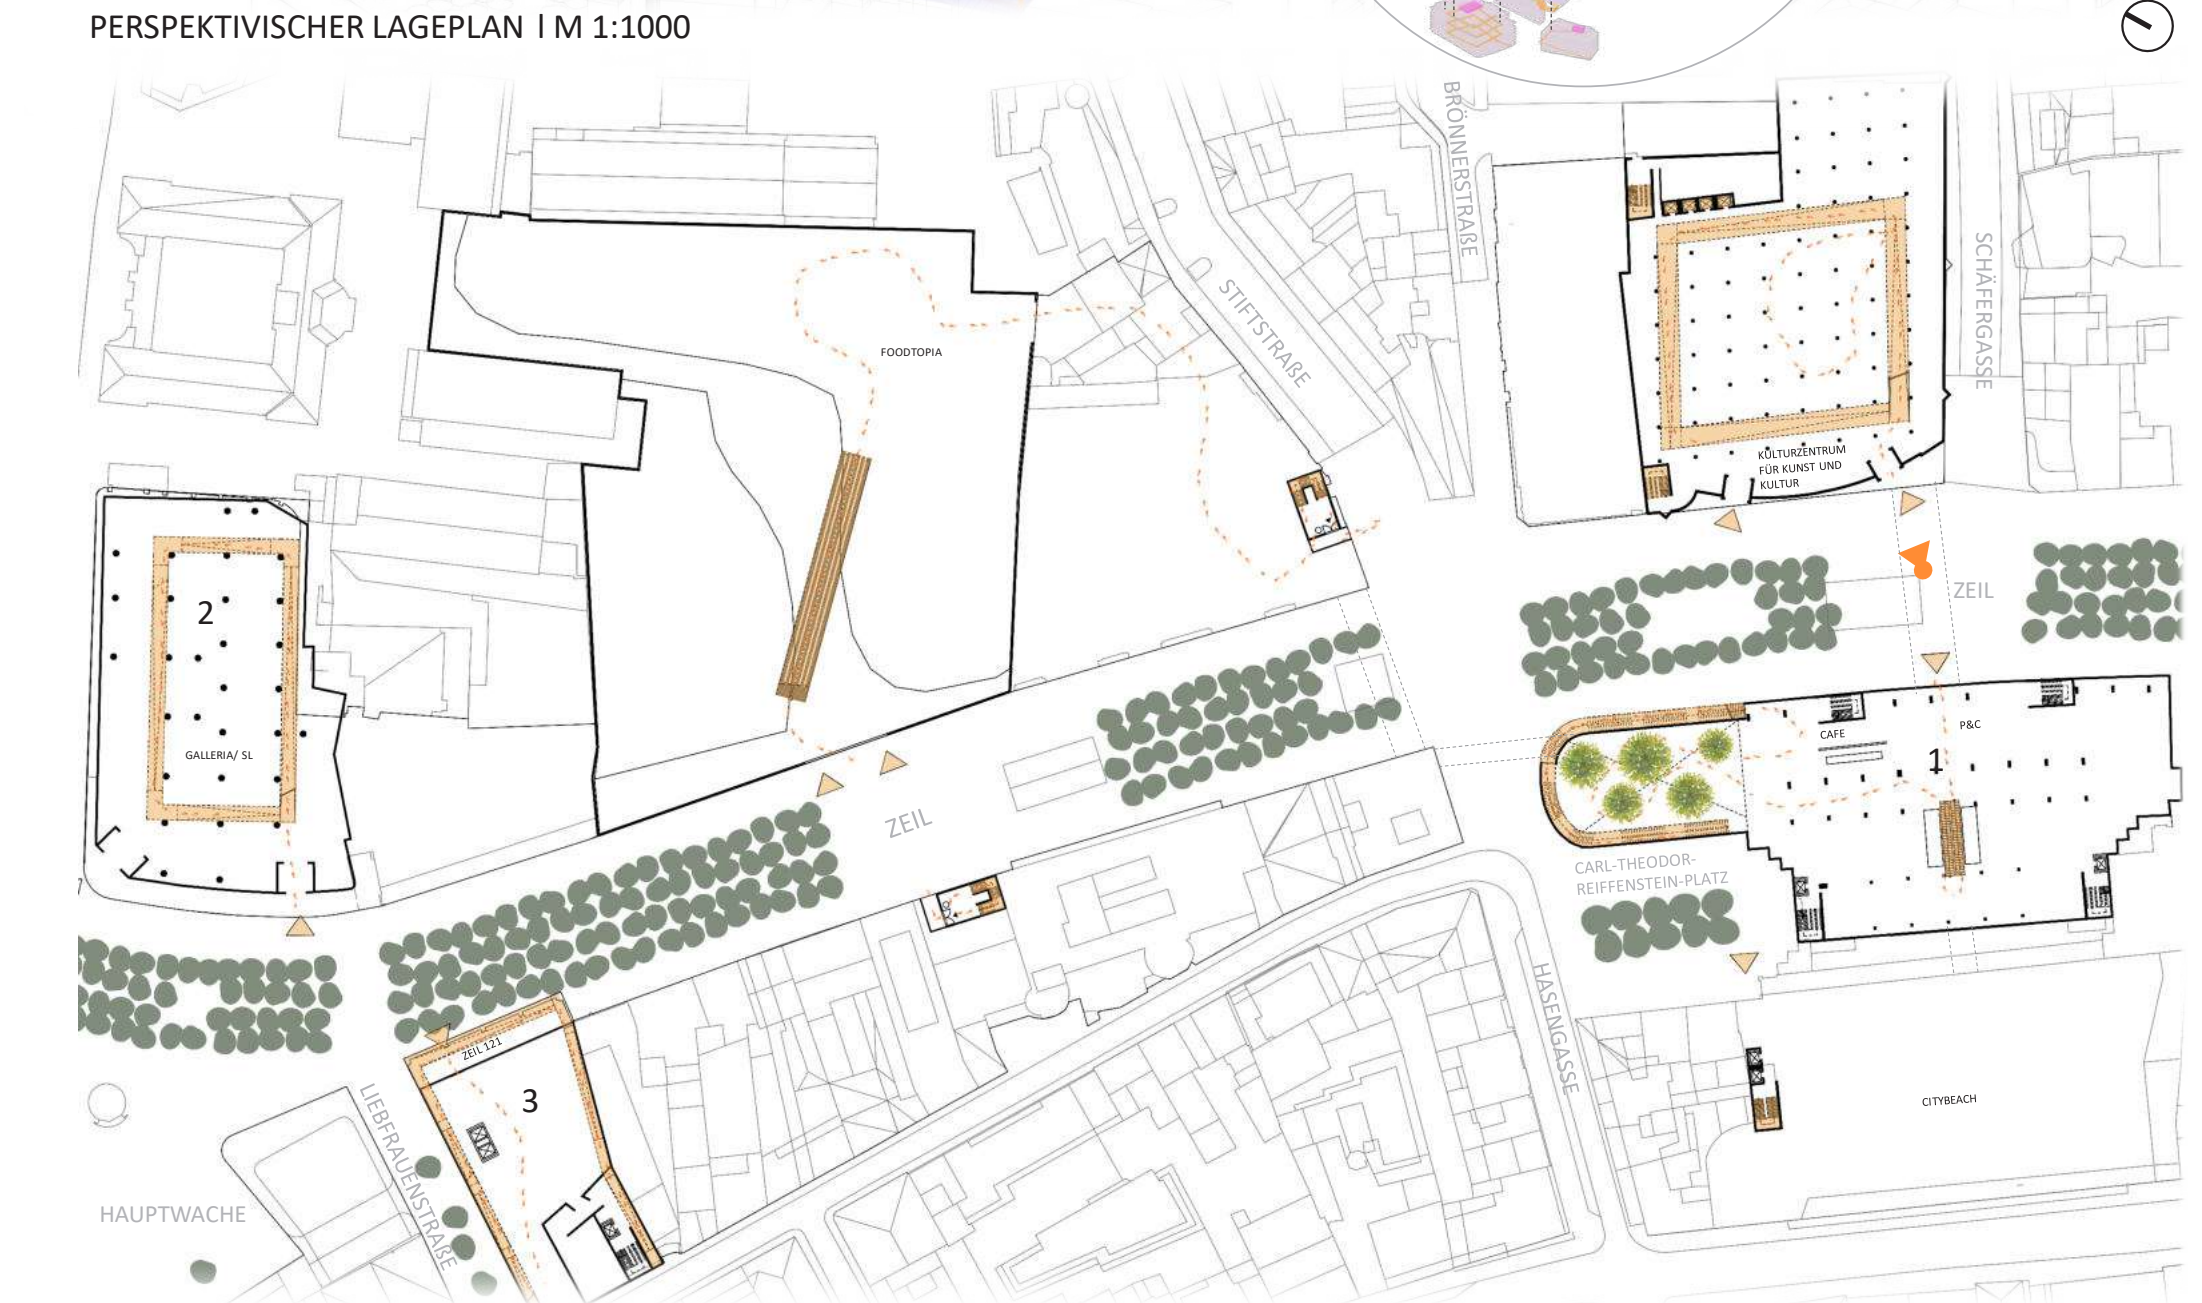 PERSPEKTIVISCHER LAGEPLAN l M 1:1000
BRÖNNERSTRAßE
STIFTSTRAßE
SCHÄFERGASSE
FOODTOPIA
KULTURZENTRUM
FÜR KUNST UND
KULTUR
ZEIL
2
GALLERIA/ SL
P&C
CAFE
1
ZEIL
CARL-THEODOR-
REIFFENSTEIN-PLATZ
HASENGASSE
ZEIL 121
3
LIEBFRAUENSTRAßE
CITYBEACH
HAUPTWACHE